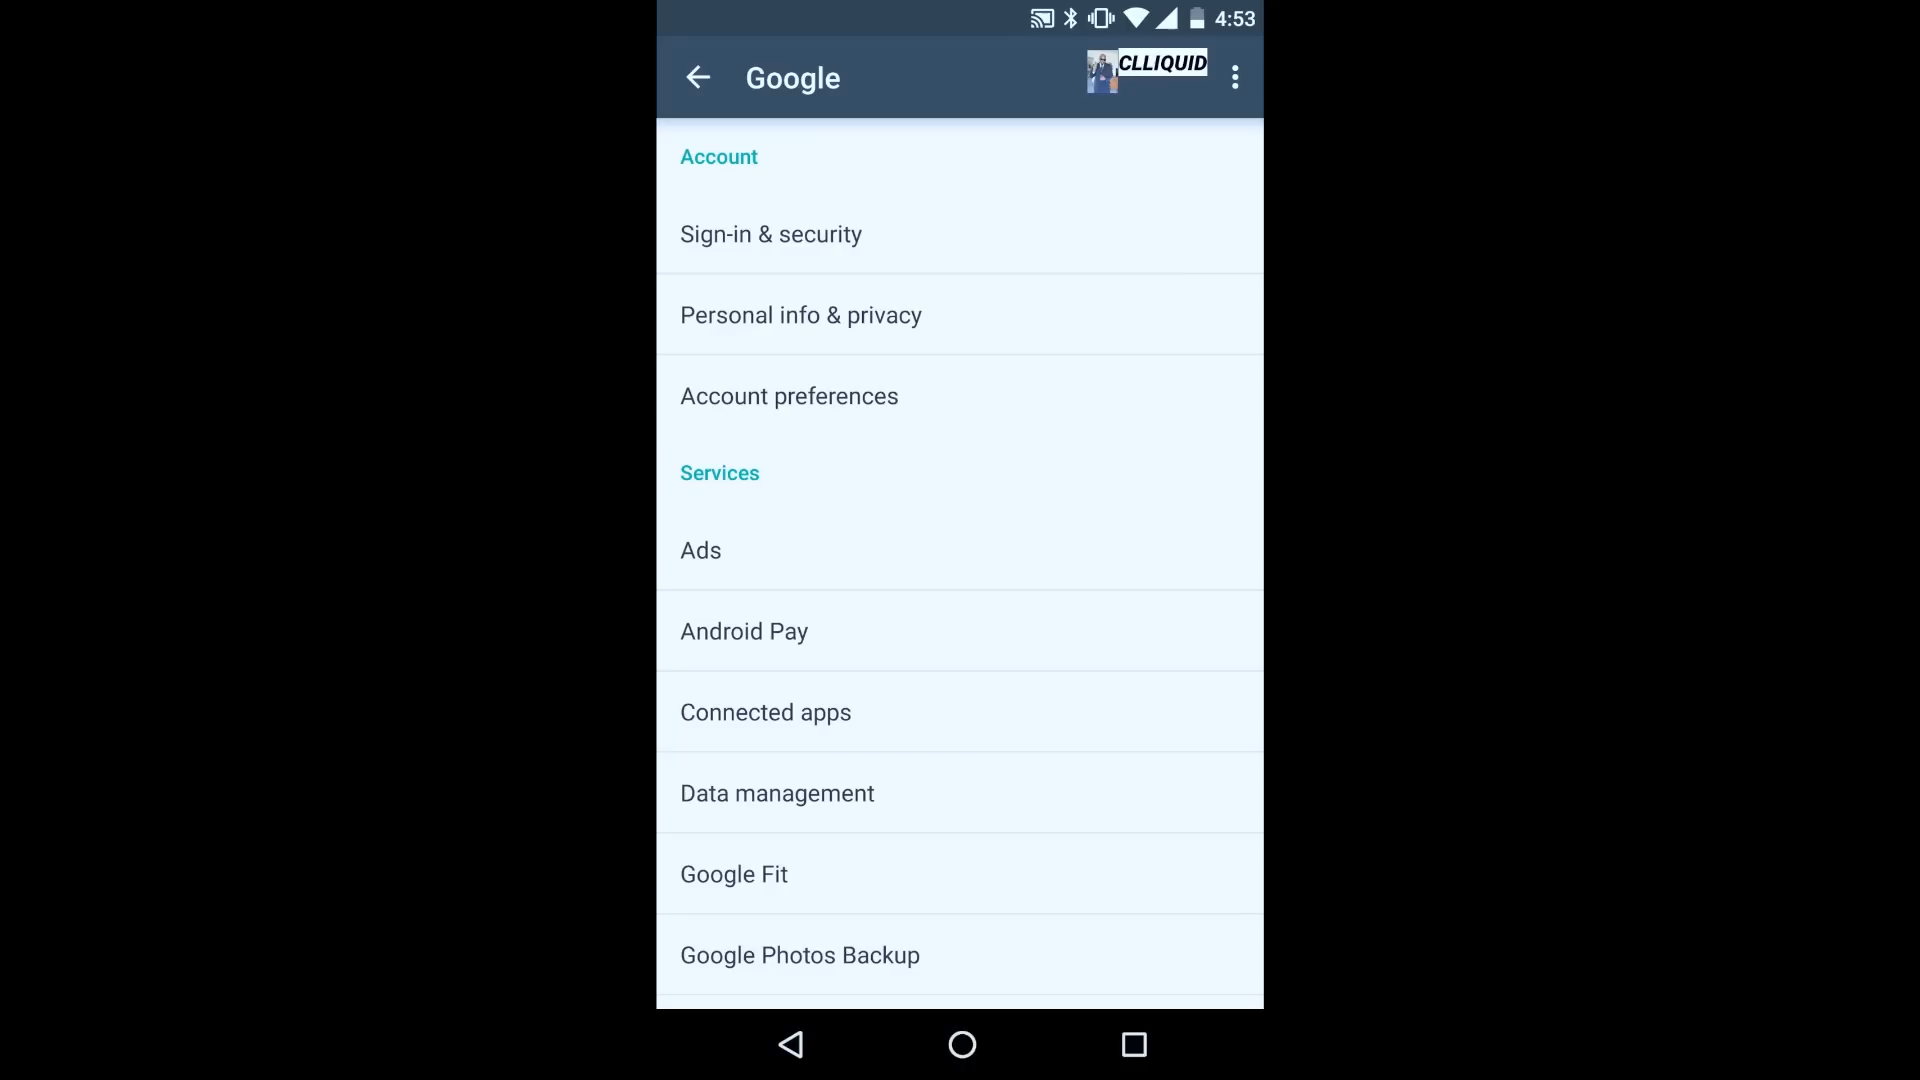 4:53
Google
CLLIQUID
Account
Sign-in & security
Personal info & privacy
Account preferences
Services
Ads
Android Pay
Connected apps
Data management
Google Fit
Google Photos Backup